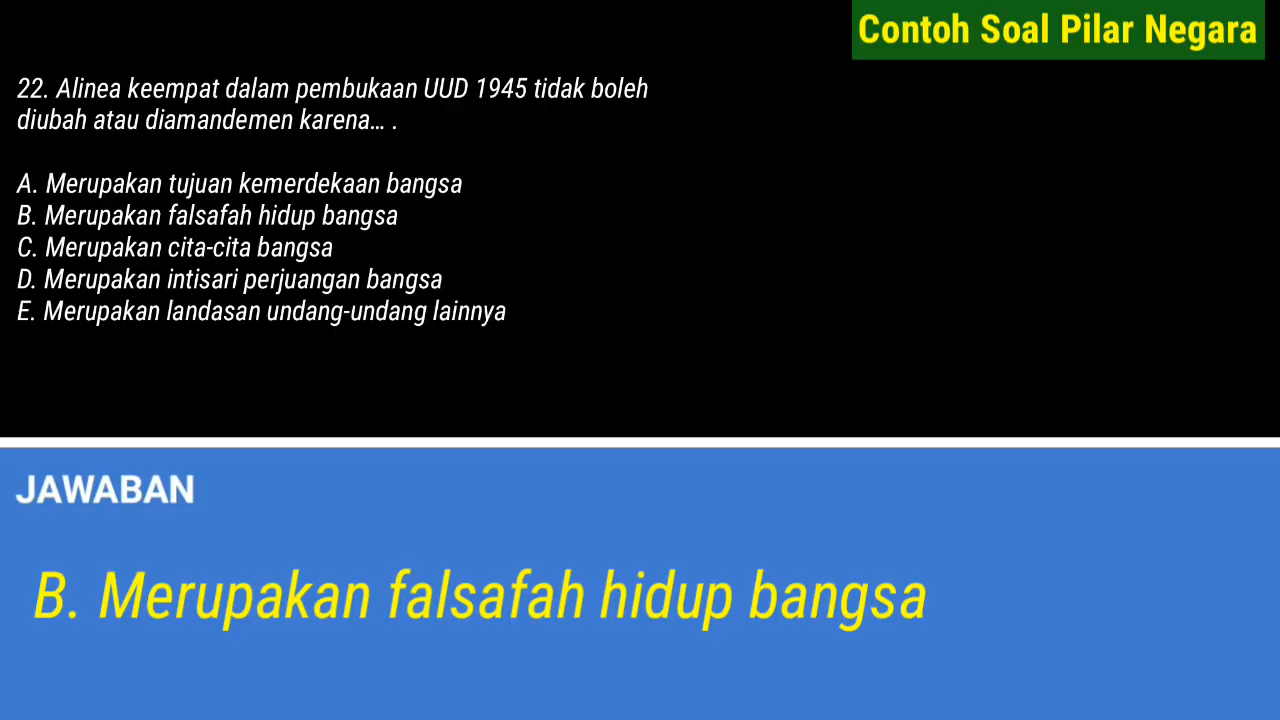 Contoh Soal Pilar Negara
22. Alinea keempat dalam pembukaan UUD 1945 tidak boleh
diubah atau diamandemen karena... .
A. Merupakan tujuan kemerdekaan bangsa
B. Merupakan falsafah hidup bangsa
C. Merupakan cita-cita bangsa
D. Merupakan intisari perjuangan bangsa
E. Merupakan landasan undang-undang lainnya
JAWABAN
B. Merupakan falsafah hidup bangsa